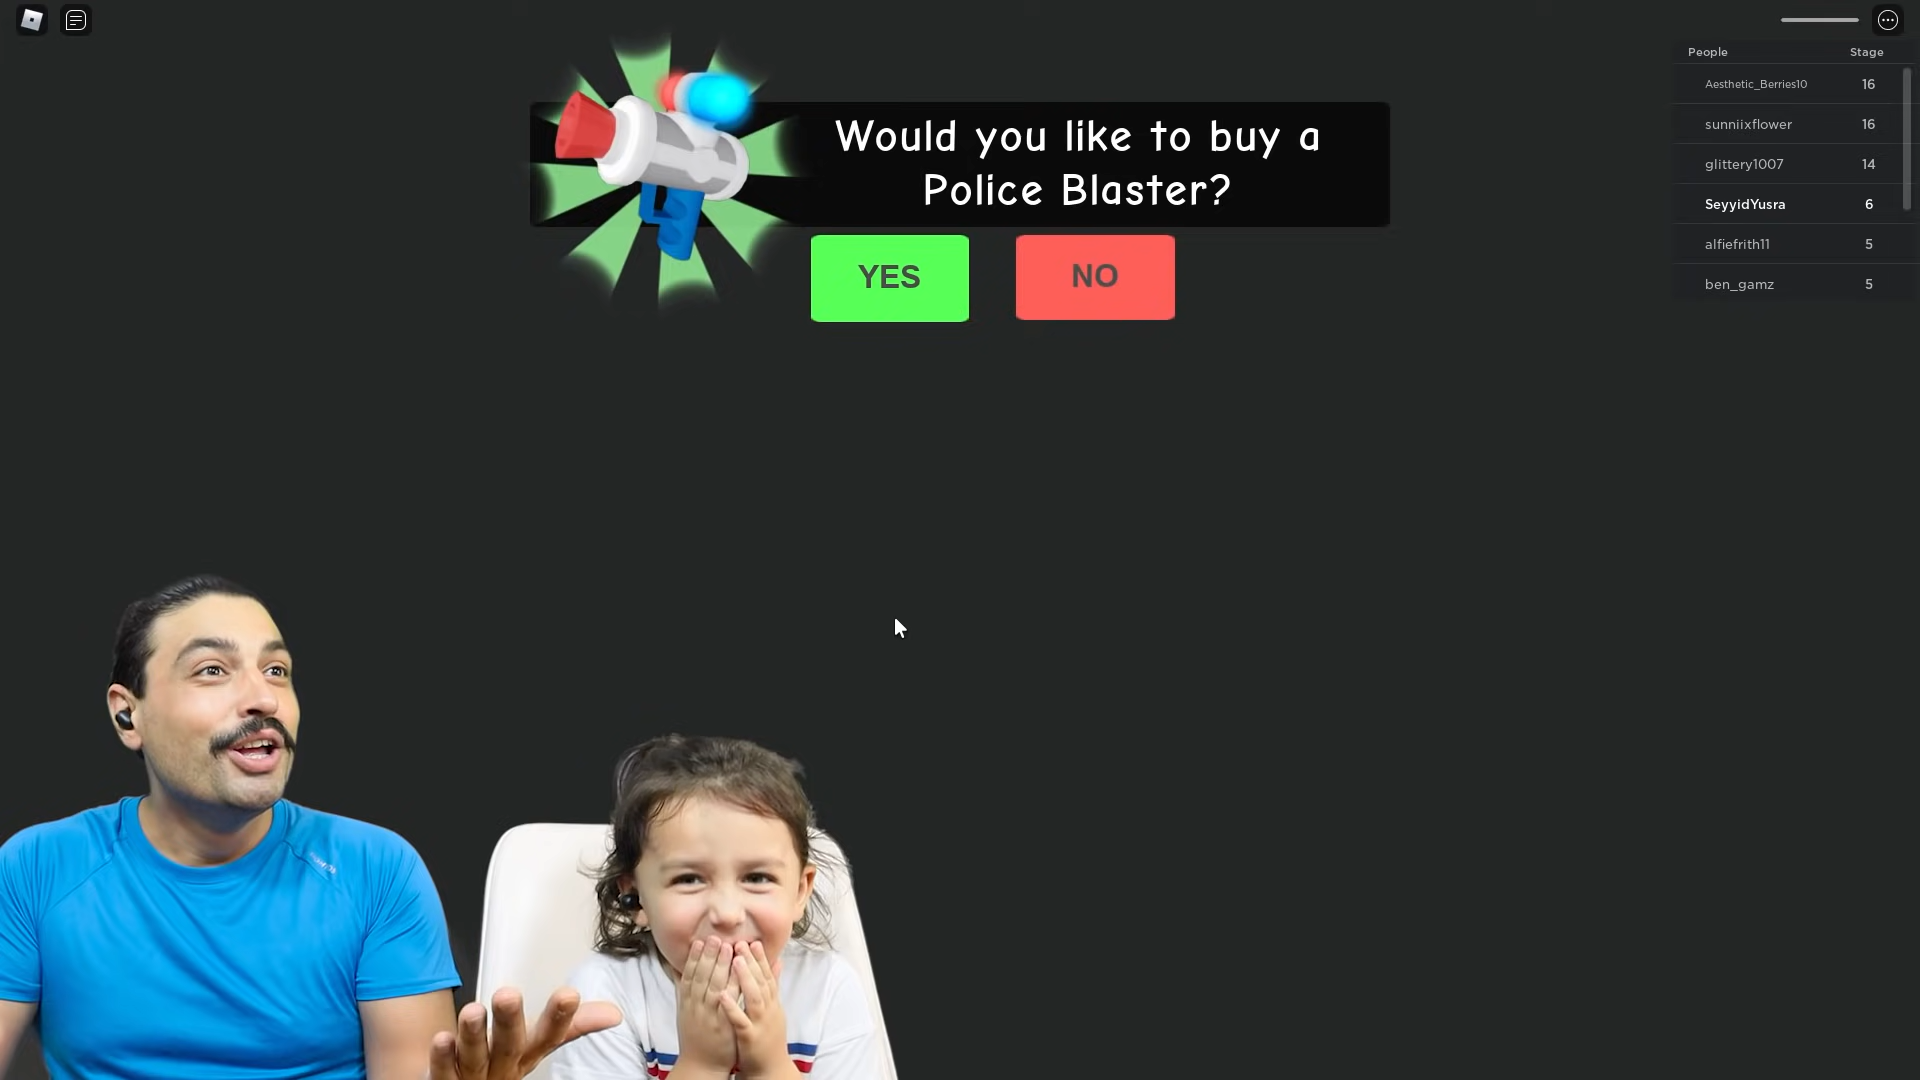 People Stage
Aesthetic_Berries10 16
sunniixflower 16
glittery1007 14
SeyyidYusra 6
alfiefrith11 5
ben_gamz 5
Would you like to buy a
Police Blaster?
YES NO